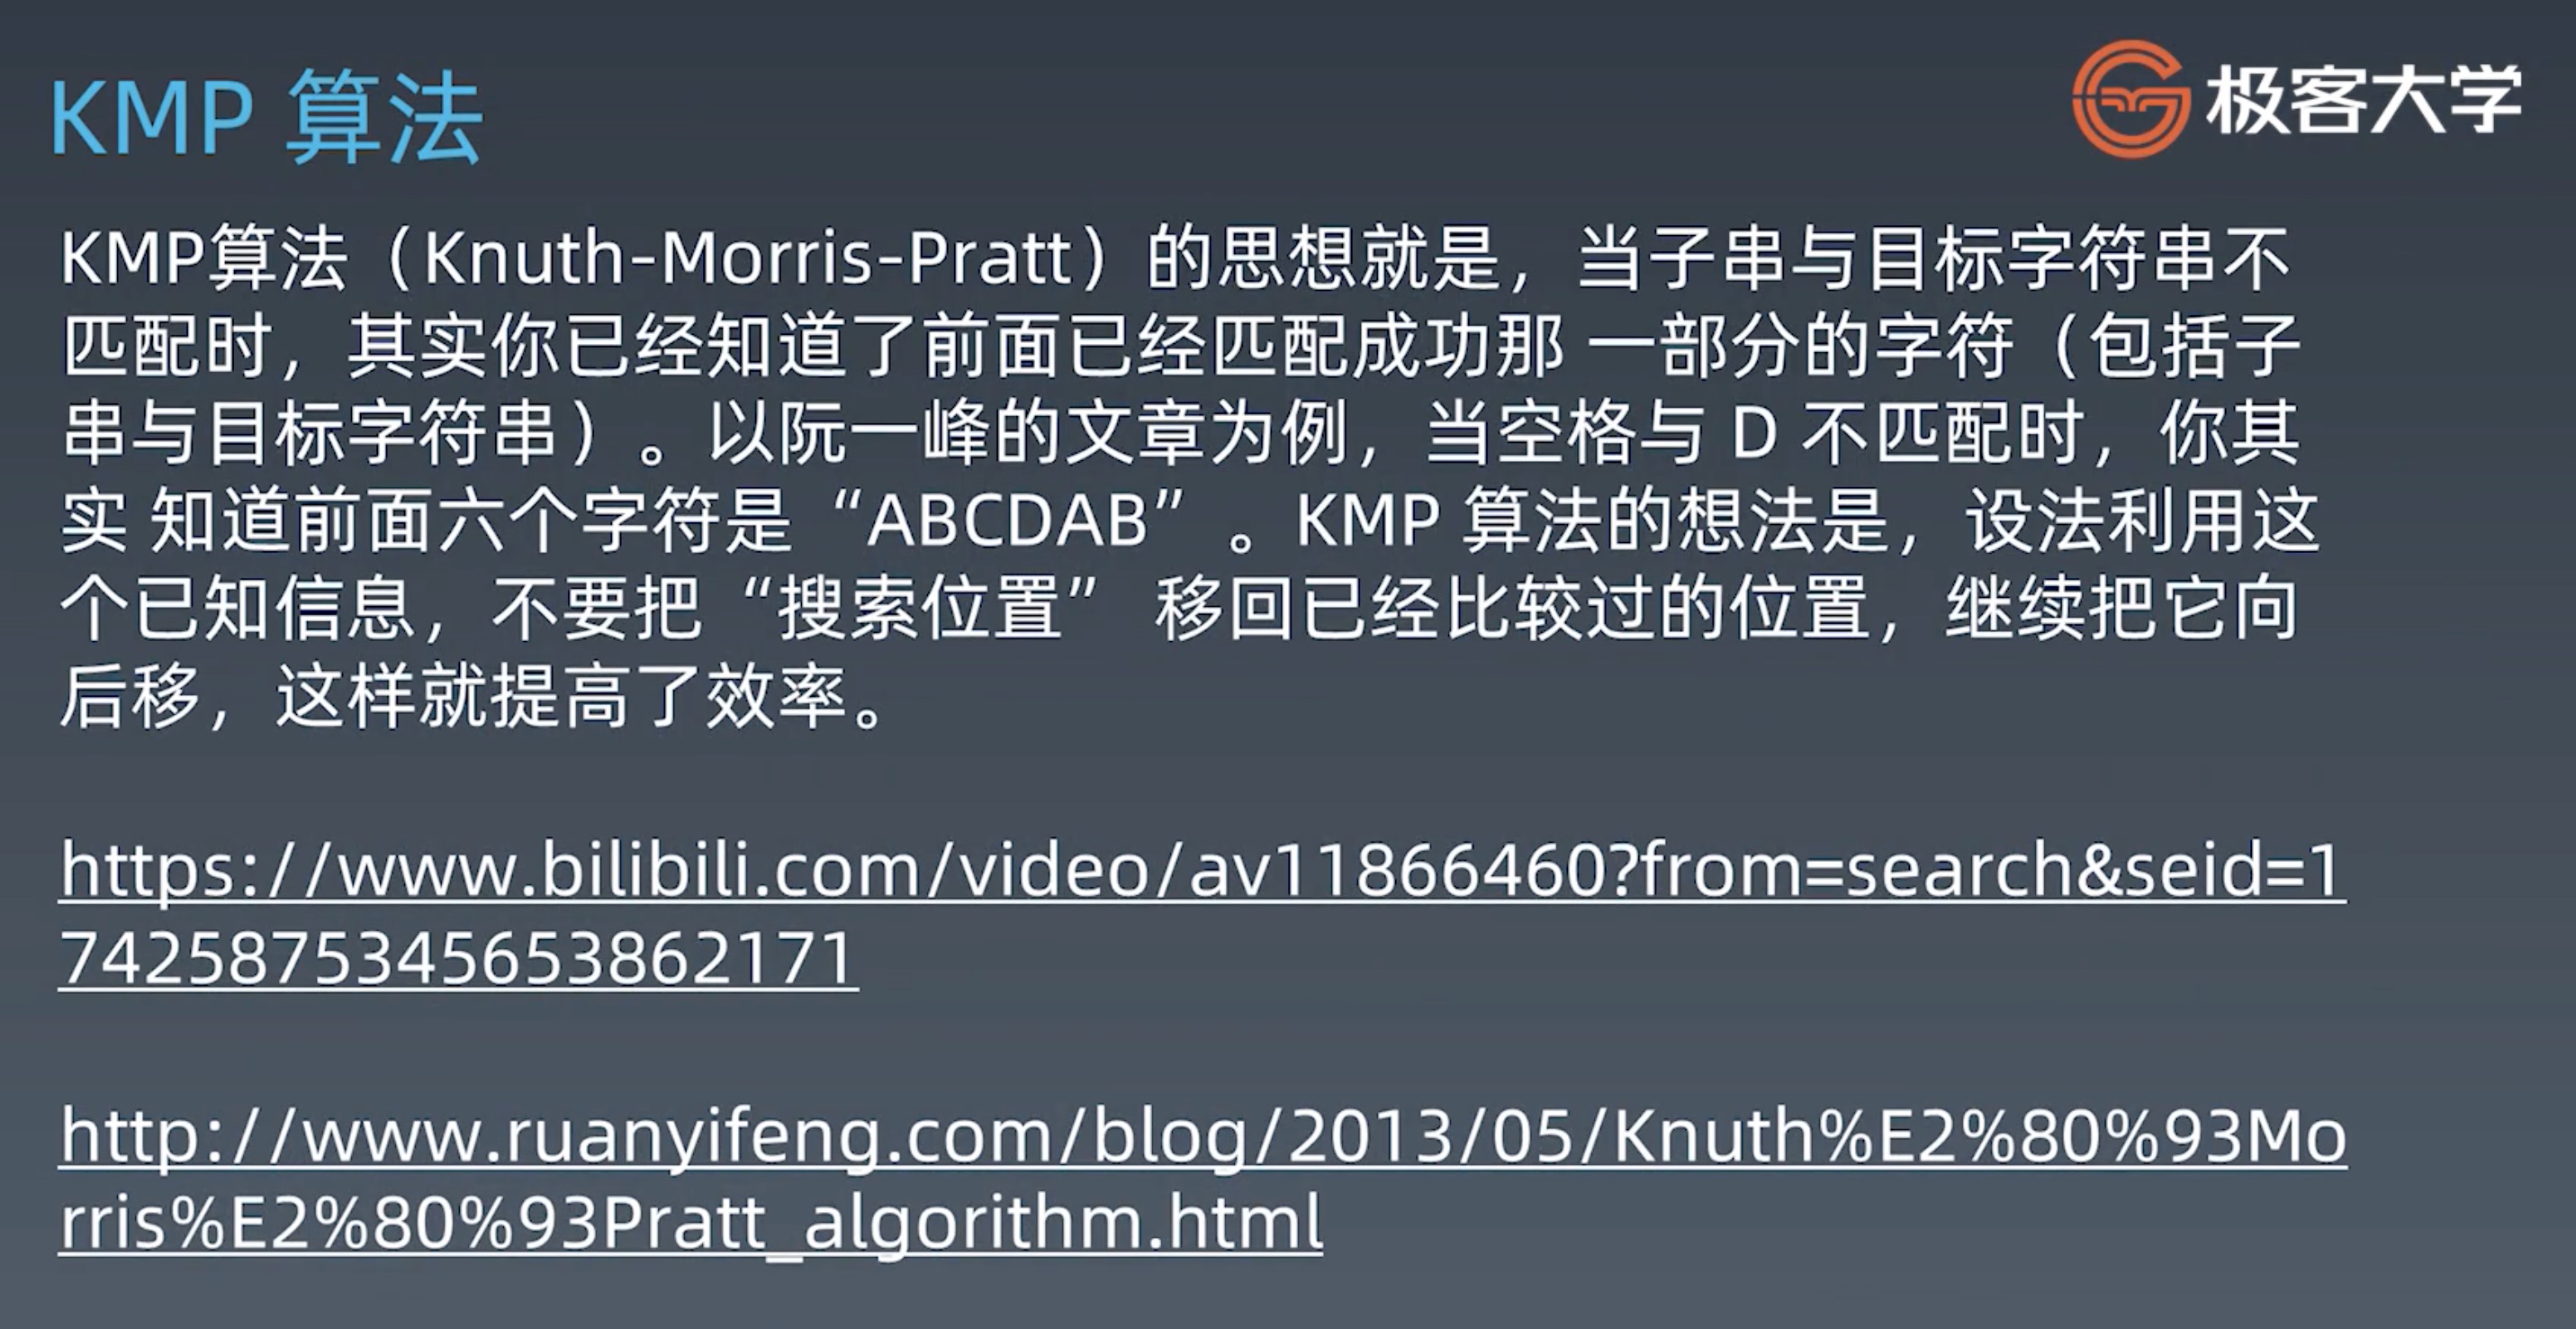 KMP 算法
极客大学
KMP算法（Knuth-Morris-Pratt）的思想就是，当子串与目标字符串不
匹配时，其实你已经知道了前面已经匹配成功那 一部分的字符（包括子
串与目标字符串）。以阮一峰的文章为例，当空格与 D 不匹配时，你其
实 知道前面六个字符是“ABCDAB”。KMP 算法的想法是，设法利用这
个已知信息，不要把“搜索位置” 移回已经比较过的位置，继续把它向
后移，这样就提高了效率。
https://www.bilibili.com/video/av11866460?from=search&seid=1
7425875345653862171
http://www.ruanyifeng.com/blog/2013/05/Knuth%E2%80%93Mo
rris%E2%80%93Pratt_algorithm.html